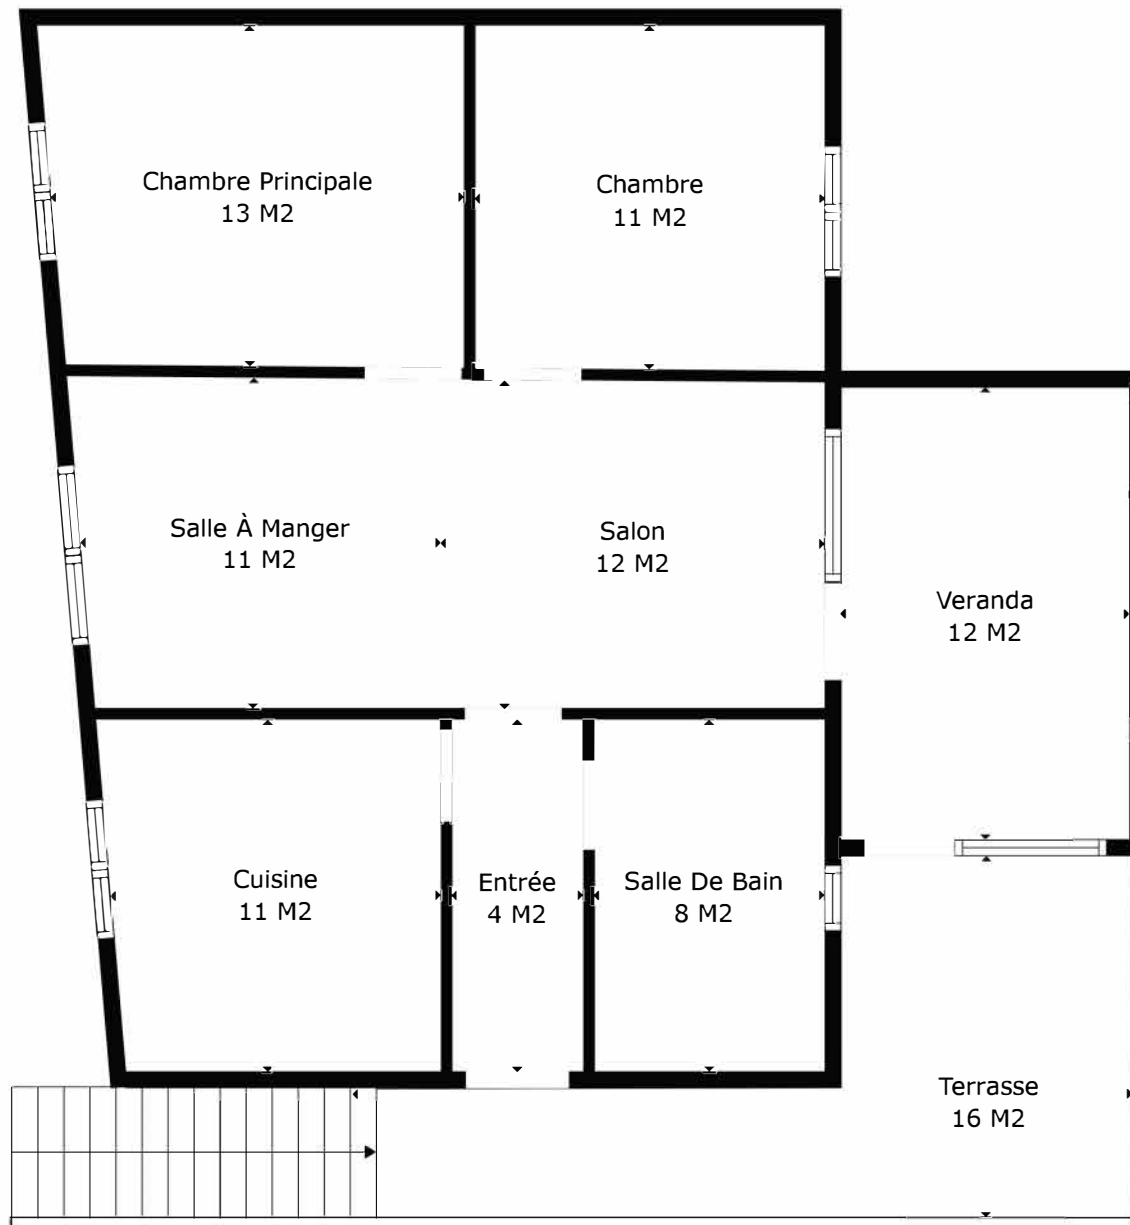 Chambre Principale
13 M2
Chambre
11 M2
Salle À Manger
11 M2
Salon
12 M2
Veranda
12 M2
Cuisine
11 M2
Entrée
4 M2
Salle De Bain
8 M2
Terrasse
16 M2